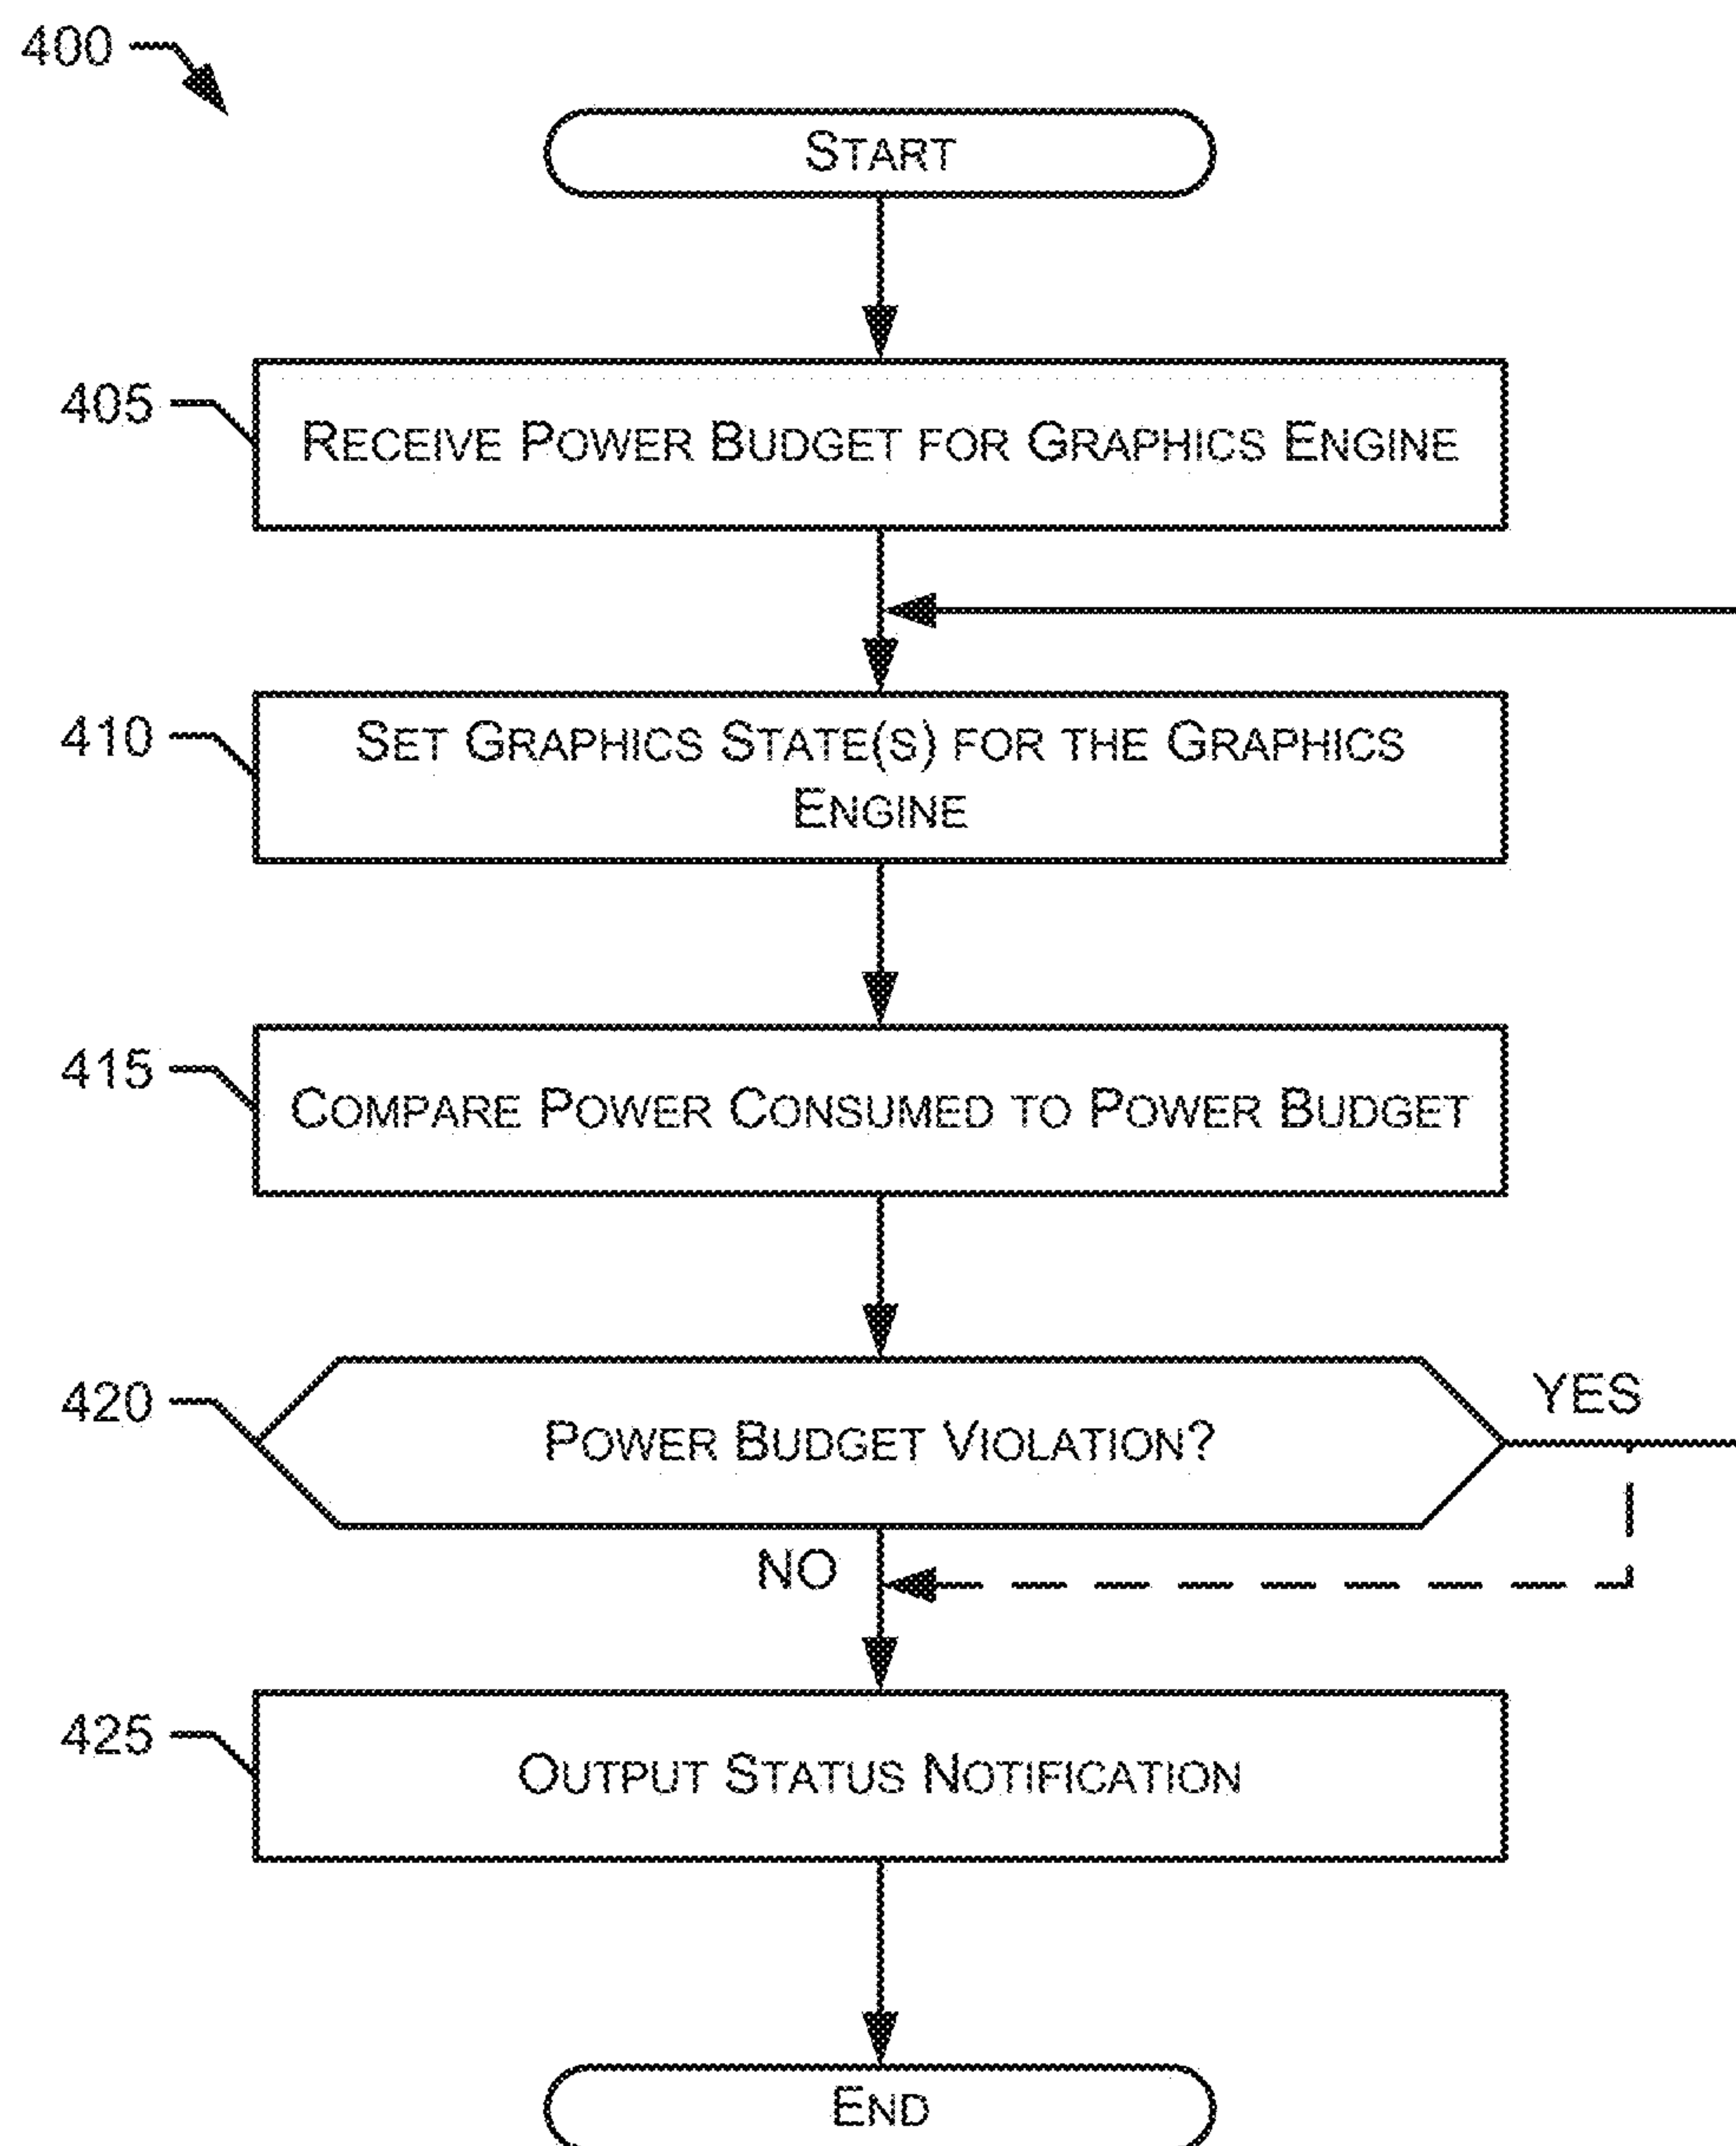 400
START
405
RECEIVE POWER BUDGET FOR GRAPHICS ENGINE
410
SET GRAPHICS STATE(S) FOR THE GRAPHICS
ENGINE
415
COMPARE POWER CONSUMED TO POWER BUDGET
420
POWER BUDGET VIOLATION?
YES
NO
425
OUTPUT STATUS NOTIFICATION
END